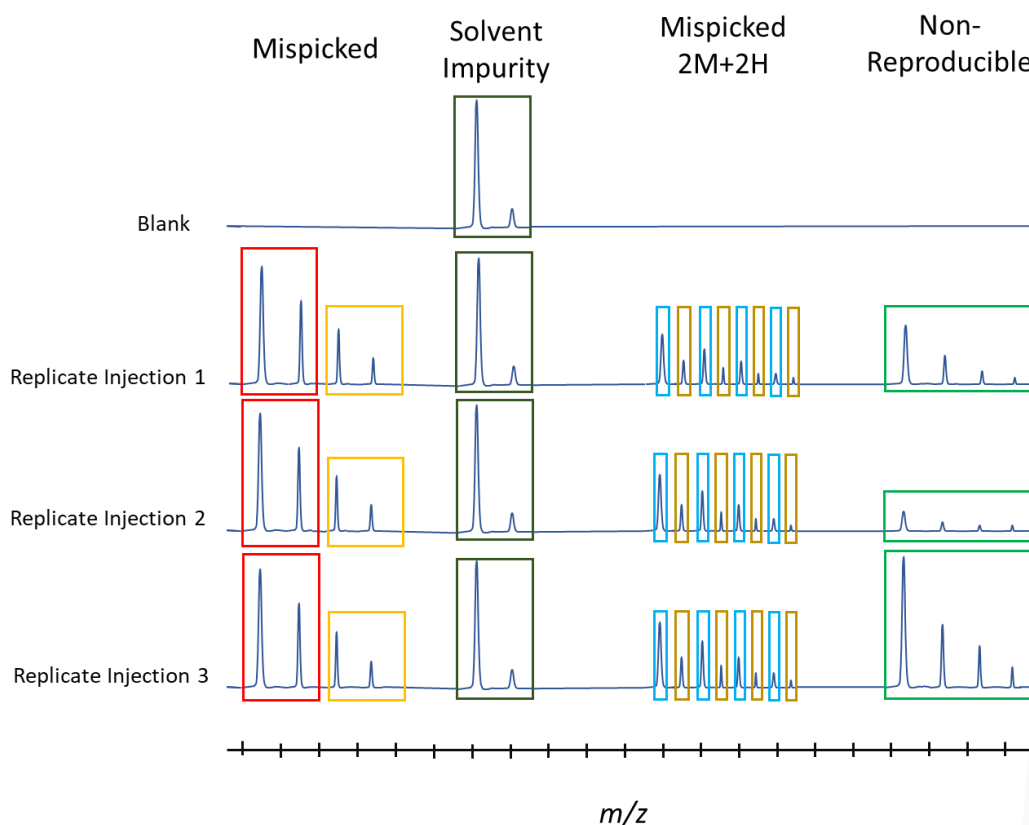 Mispicked
Solvent
Impurity
Mispicked
2M+2H
Non-
Reproducible
Blank
Replicate Injection 1
Replicate Injection 2
Replicate Injection 3
m/z